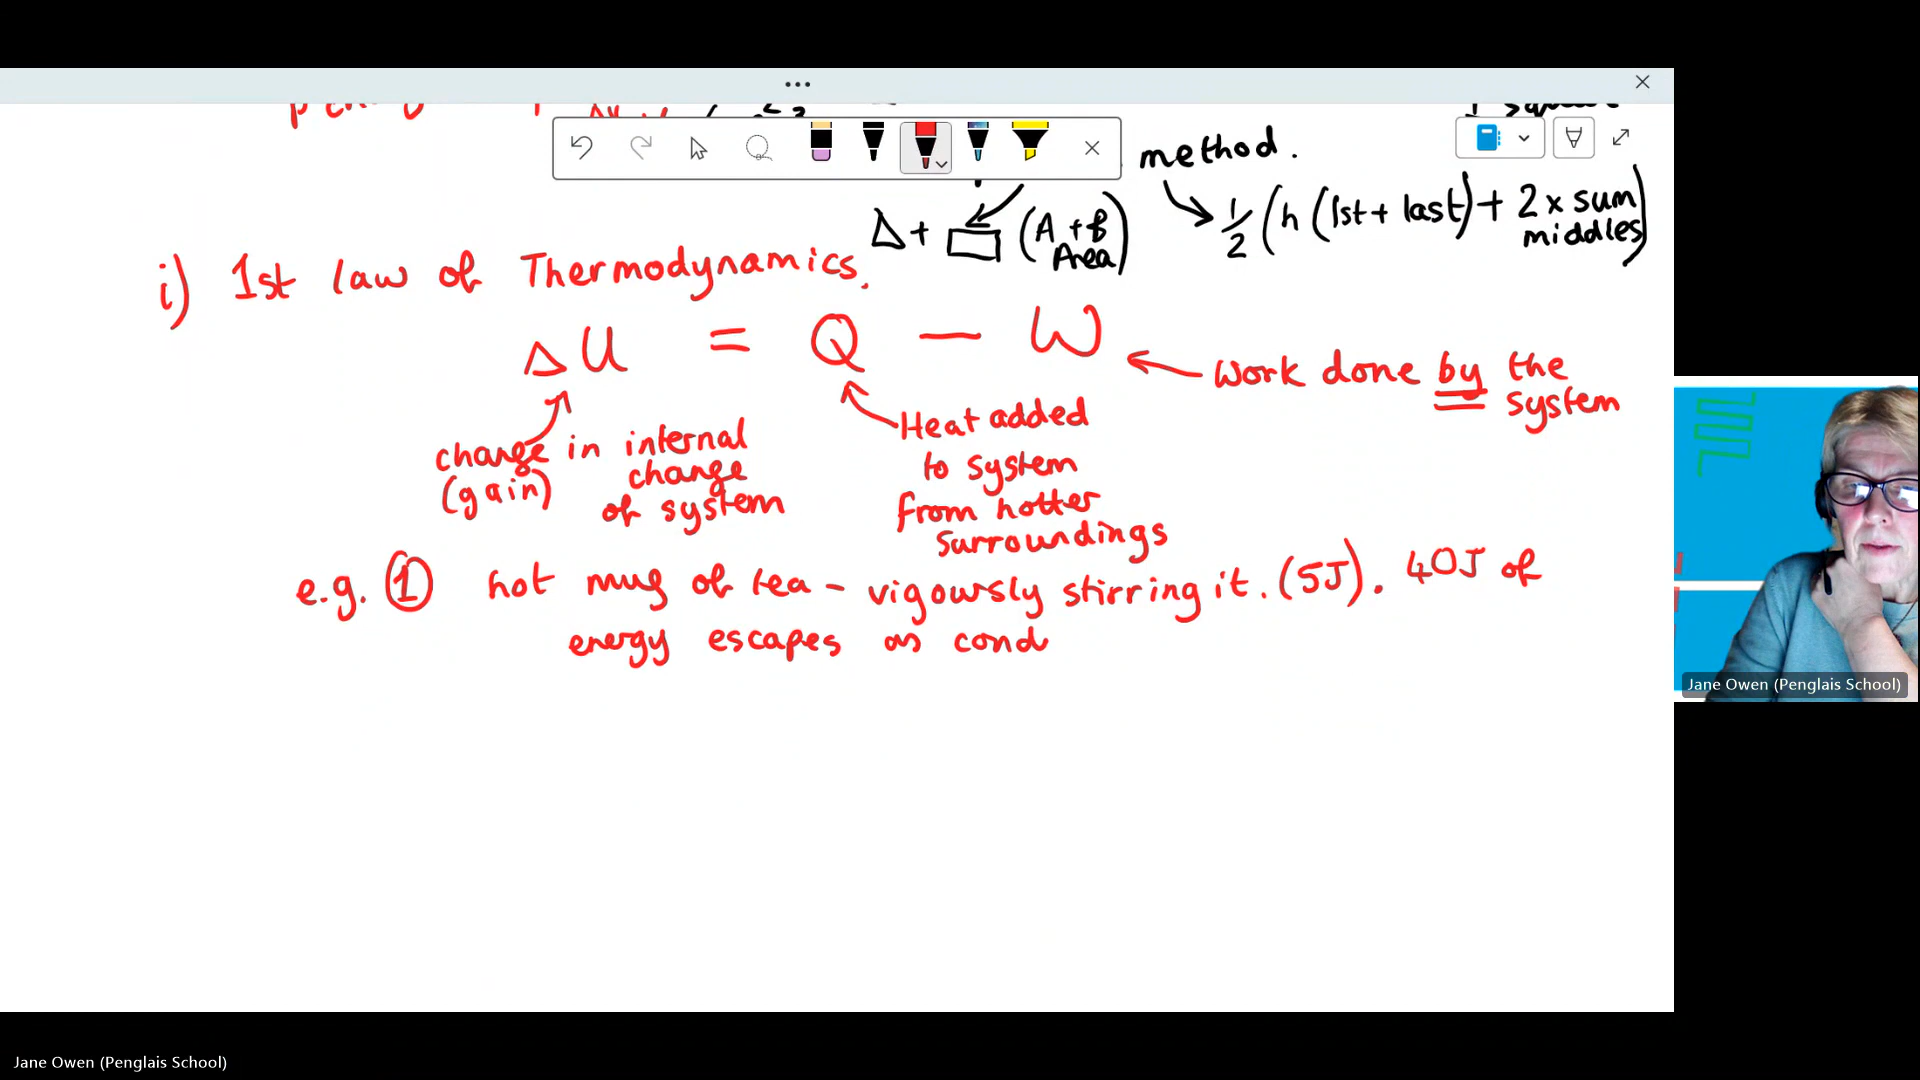 method.
Δ + ▭ (A + B Area)
1/2 (h (1st + last) + 2 x sum middles)
i) 1st law of Thermodynamics.
ΔU = Q — W
Work done by the system
change in internal change of system
(gain)
Heat added
to system
from hotter
surroundings
e.g. ① hot mug of tea - vigowsly stirring it. (5J). 40J of
energy escapes as cond
Jane Owen (Penglais School)
Jane Owen (Penglais School)